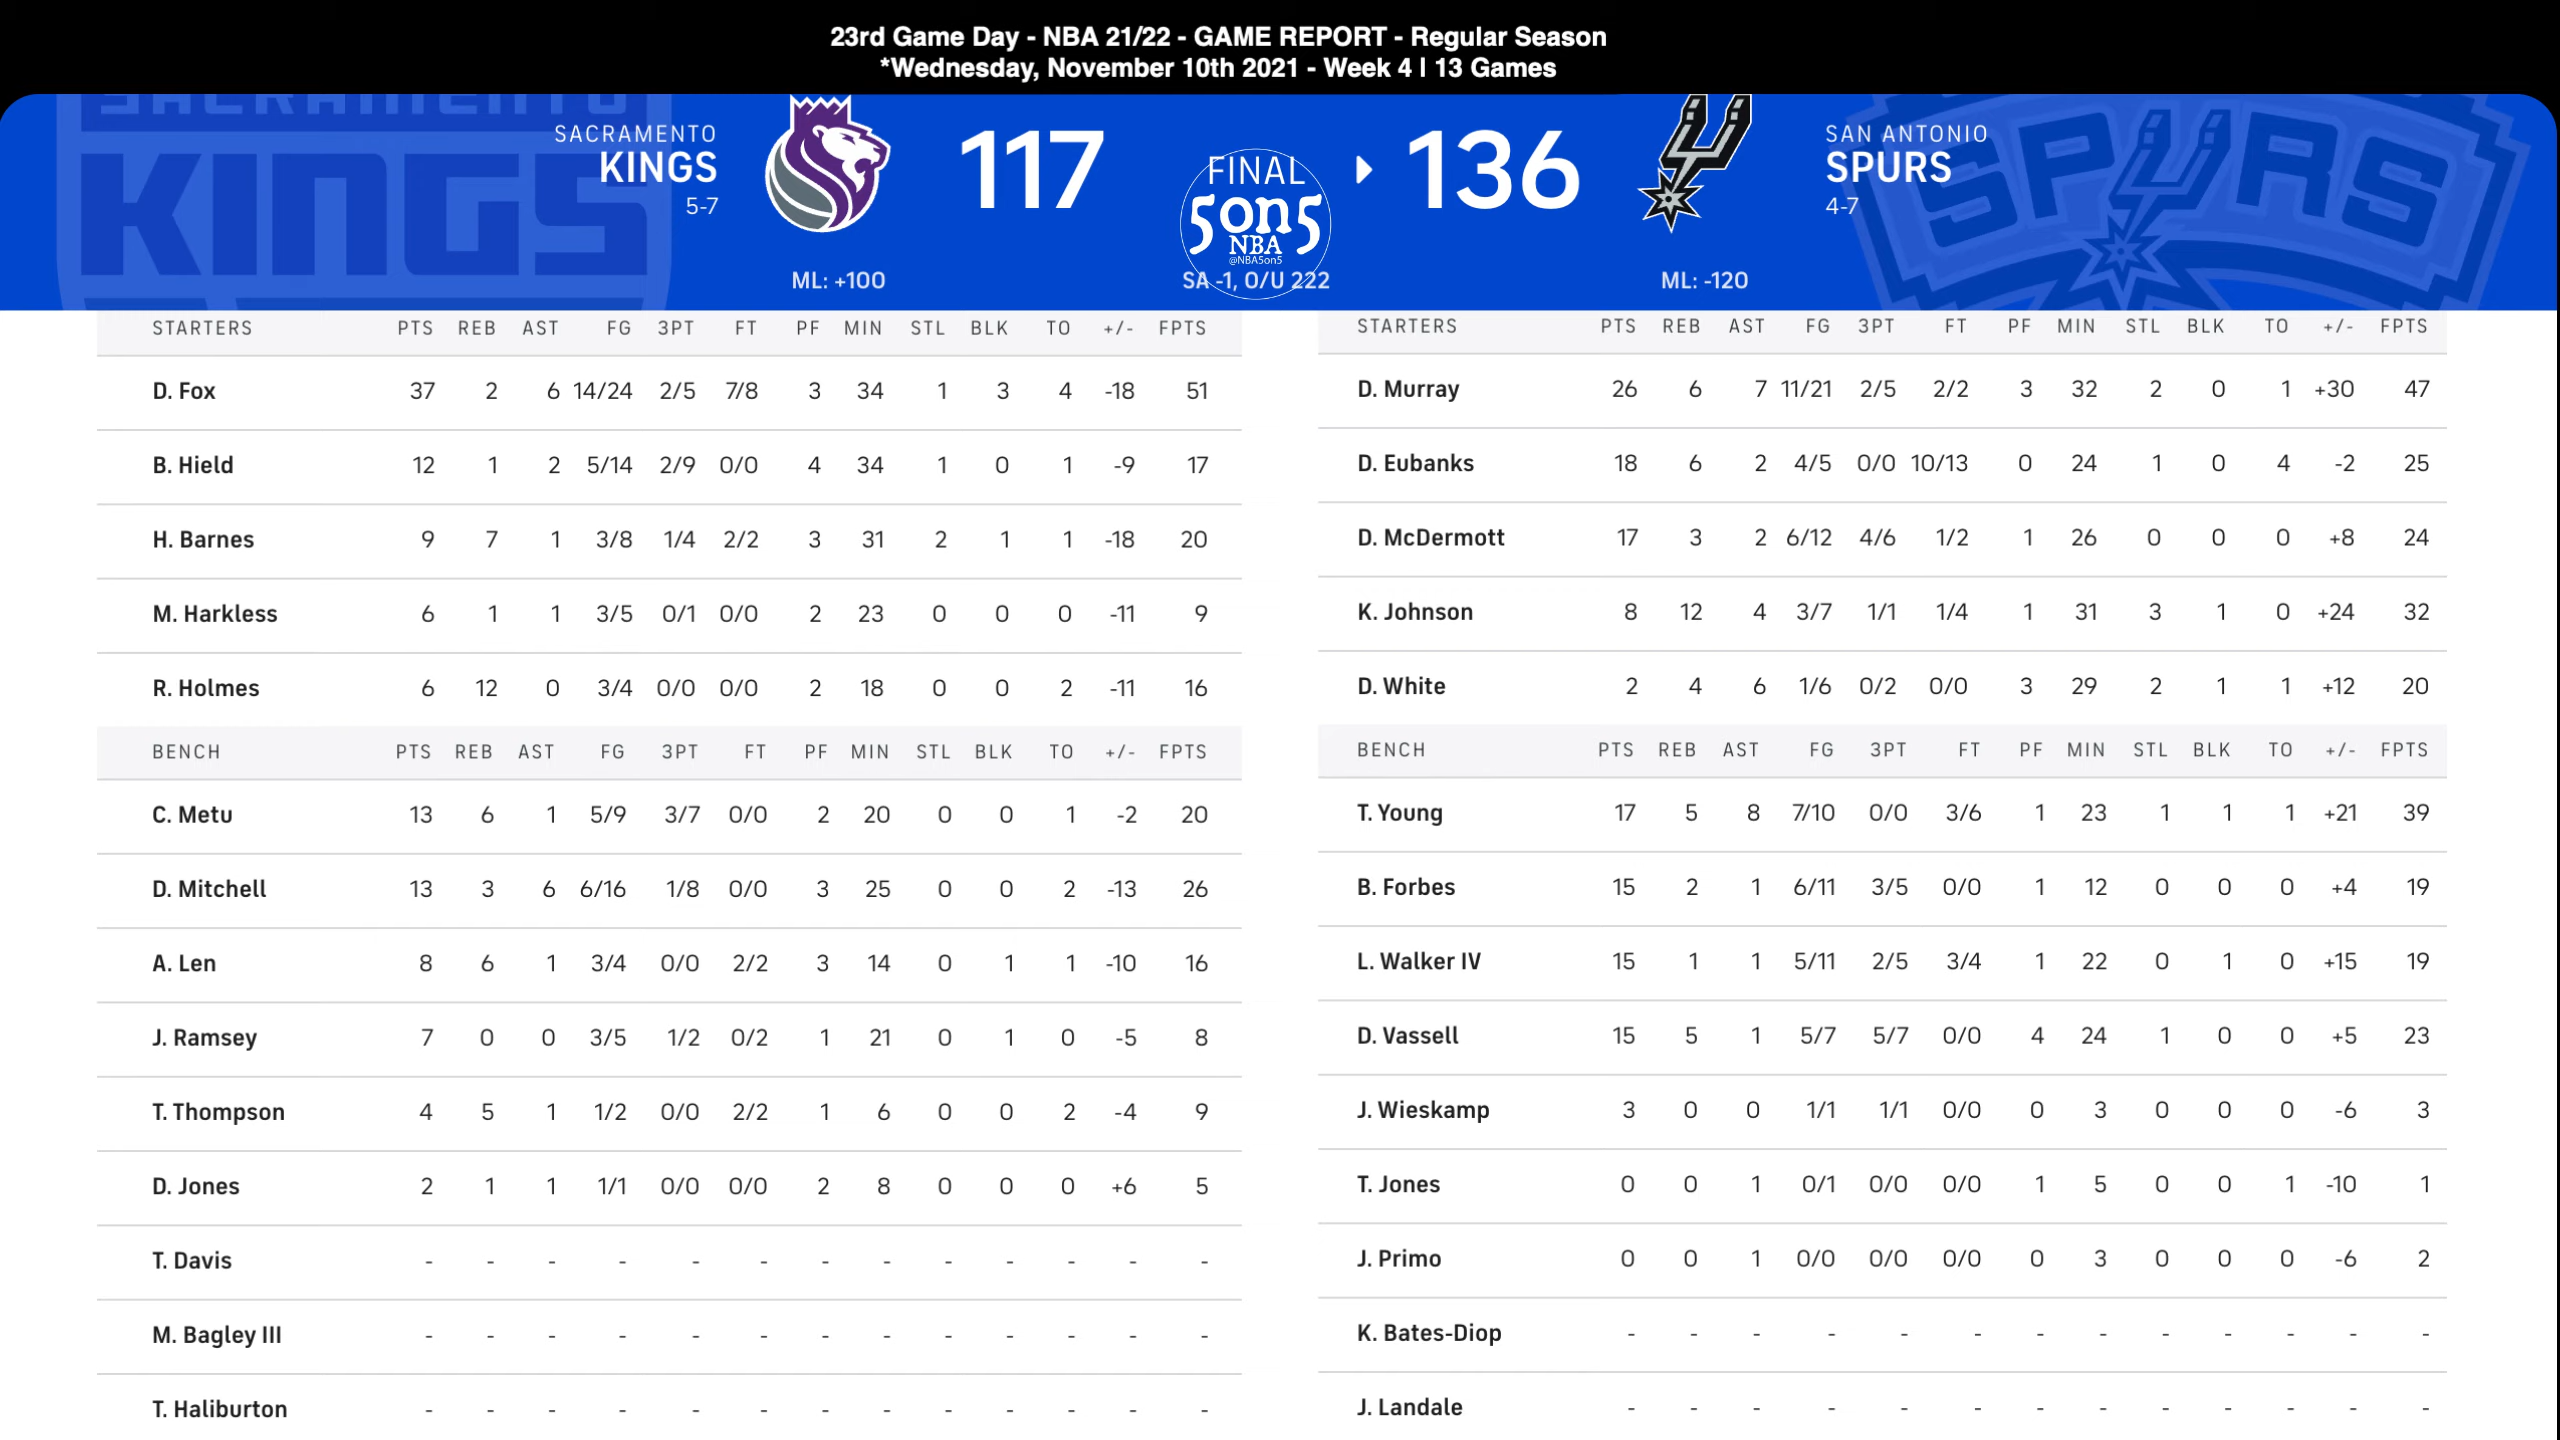 23rd Game Day - NBA 21/22 - GAME REPORT - Regular Season
*Wednesday, November 10th 2021 - Week 4 | 13 Games
SACRAMENTO
KINGS
SACRAMENTO
KINGS
5-7
117
FINAL
5on5
NBA
@NBA5on5
136
SAN ANTONIO
SPURS
4-7
SPURS
ML: +100
SA -1, O/U 222
ML: -120
STARTERS PTS REB AST FG 3PT FT PF MIN STL BLK TO +/- FPTS
D. Fox 37 2 6 14/24 2/5 7/8 3 34 1 3 4 -18 51
B. Hield 12 1 2 5/14 2/9 0/0 4 34 1 0 1 -9 17
H. Barnes 9 7 1 3/8 1/4 2/2 3 31 2 1 1 -18 20
M. Harkless 6 1 1 3/5 0/1 0/0 2 23 0 0 0 -11 9
R. Holmes 6 12 0 3/4 0/0 0/0 2 18 0 0 2 -11 16
BENCH PTS REB AST FG 3PT FT PF MIN STL BLK TO +/- FPTS
C. Metu 13 6 1 5/9 3/7 0/0 2 20 0 0 1 -2 20
D. Mitchell 13 3 6 6/16 1/8 0/0 3 25 0 0 2 -13 26
A. Len 8 6 1 3/4 0/0 2/2 3 14 0 1 1 -10 16
J. Ramsey 7 0 0 3/5 1/2 0/2 1 21 0 1 0 -5 8
T. Thompson 4 5 1 1/2 0/0 2/2 1 6 0 0 2 -4 9
D. Jones 2 1 1 1/1 0/0 0/0 2 8 0 0 0 +6 5
T. Davis - - - - - - - - - - - - -
M. Bagley III - - - - - - - - - - - - -
T. Haliburton - - - - - - - - - - - - -
STARTERS PTS REB AST FG 3PT FT PF MIN STL BLK TO +/- FPTS
D. Murray 26 6 7 11/21 2/5 2/2 3 32 2 0 1 +30 47
D. Eubanks 18 6 2 4/5 0/0 10/13 0 24 1 0 4 -2 25
D. McDermott 17 3 2 6/12 4/6 1/2 1 26 0 0 0 +8 24
K. Johnson 8 12 4 3/7 1/1 1/4 1 31 3 1 0 +24 32
D. White 2 4 6 1/6 0/2 0/0 3 29 2 1 1 +12 20
BENCH PTS REB AST FG 3PT FT PF MIN STL BLK TO +/- FPTS
T. Young 17 5 8 7/10 0/0 3/6 1 23 1 1 1 +21 39
B. Forbes 15 2 1 6/11 3/5 0/0 1 12 0 0 0 +4 19
L. Walker IV 15 1 1 5/11 2/5 3/4 1 22 0 1 0 +15 19
D. Vassell 15 5 1 5/7 5/7 0/0 4 24 1 0 0 +5 23
J. Wieskamp 3 0 0 1/1 1/1 0/0 0 3 0 0 0 -6 3
T. Jones 0 0 1 0/1 0/0 0/0 1 5 0 0 1 -10 1
J. Primo 0 0 1 0/0 0/0 0/0 0 3 0 0 0 -6 2
K. Bates-Diop - - - - - - - - - - - - -
J. Landale - - - - - - - - - - - - -